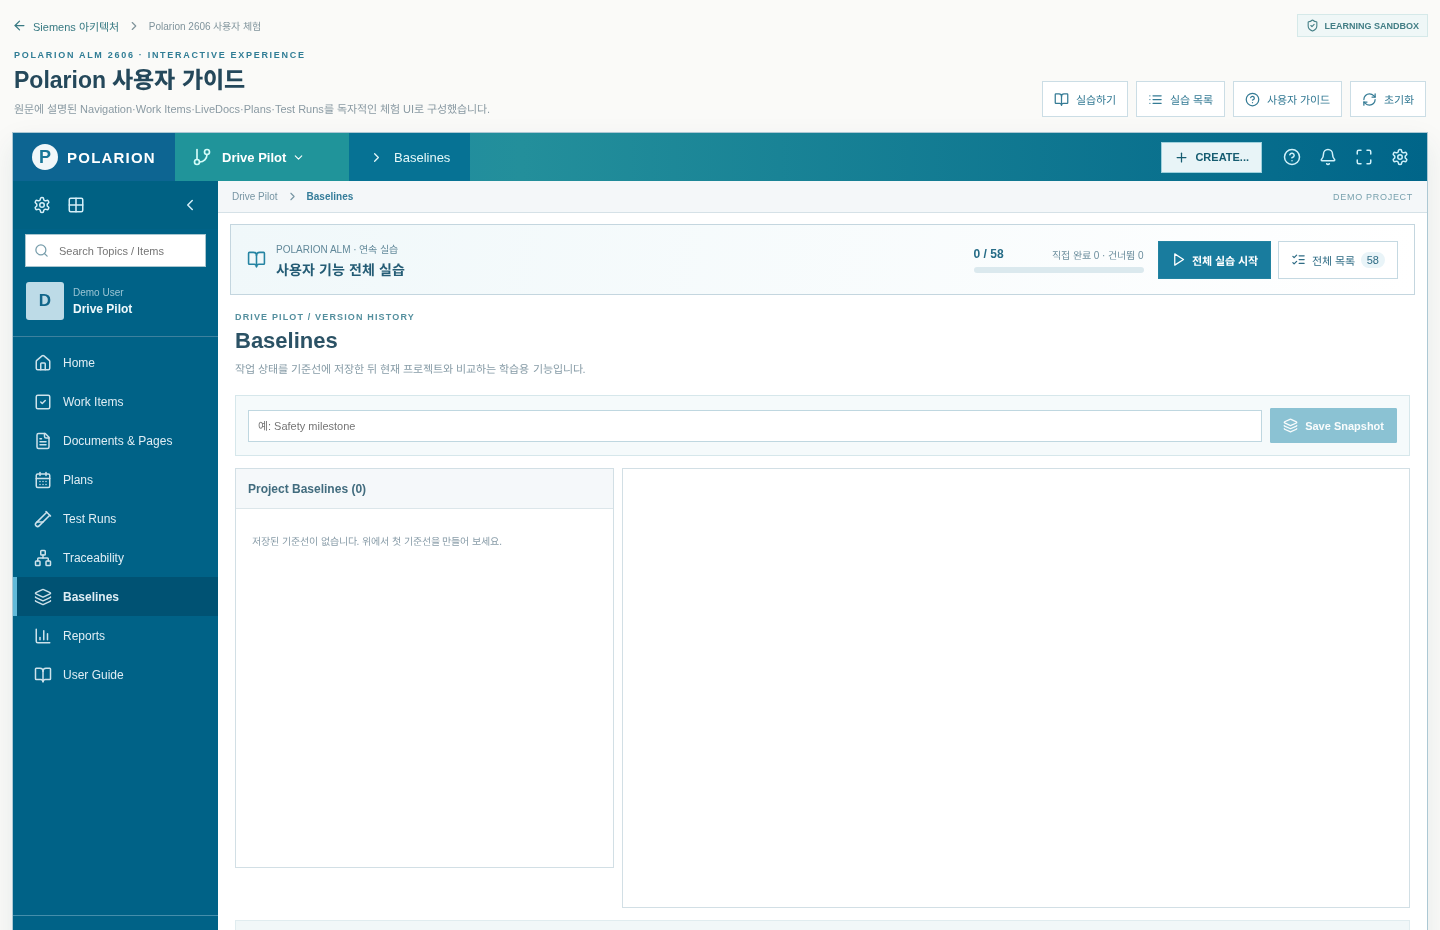 Siemens 아키텍처
Polarion 2606 사용자 체험
LEARNING SANDBOX
POLARION ALM 2606 · INTERACTIVE EXPERIENCE
Polarion 사용자 가이드
원문에 설명된 Navigation·Work Items·LiveDocs·Plans·Test Runs를 독자적인 체험 UI로 구성했습니다.
실습하기
실습 목록
사용자 가이드
초기화
P POLARION
Drive Pilot
Baselines
CREATE...
Search Topics / Items
D
Demo User
Drive Pilot
Home
Work Items
Documents & Pages
Plans
Test Runs
Traceability
Baselines
Reports
User Guide
Drive Pilot
Baselines
DEMO PROJECT
POLARION ALM · 연속 실습
사용자 기능 전체 실습
0 / 58
직접 완료 0 · 건너뜀 0
전체 실습 시작
전체 목록 58
DRIVE PILOT / VERSION HISTORY
Baselines
작업 상태를 기준선에 저장한 뒤 현재 프로젝트와 비교하는 학습용 기능입니다.
예: Safety milestone
Save Snapshot
Project Baselines (0)
저장된 기준선이 없습니다. 위에서 첫 기준선을 만들어 보세요.